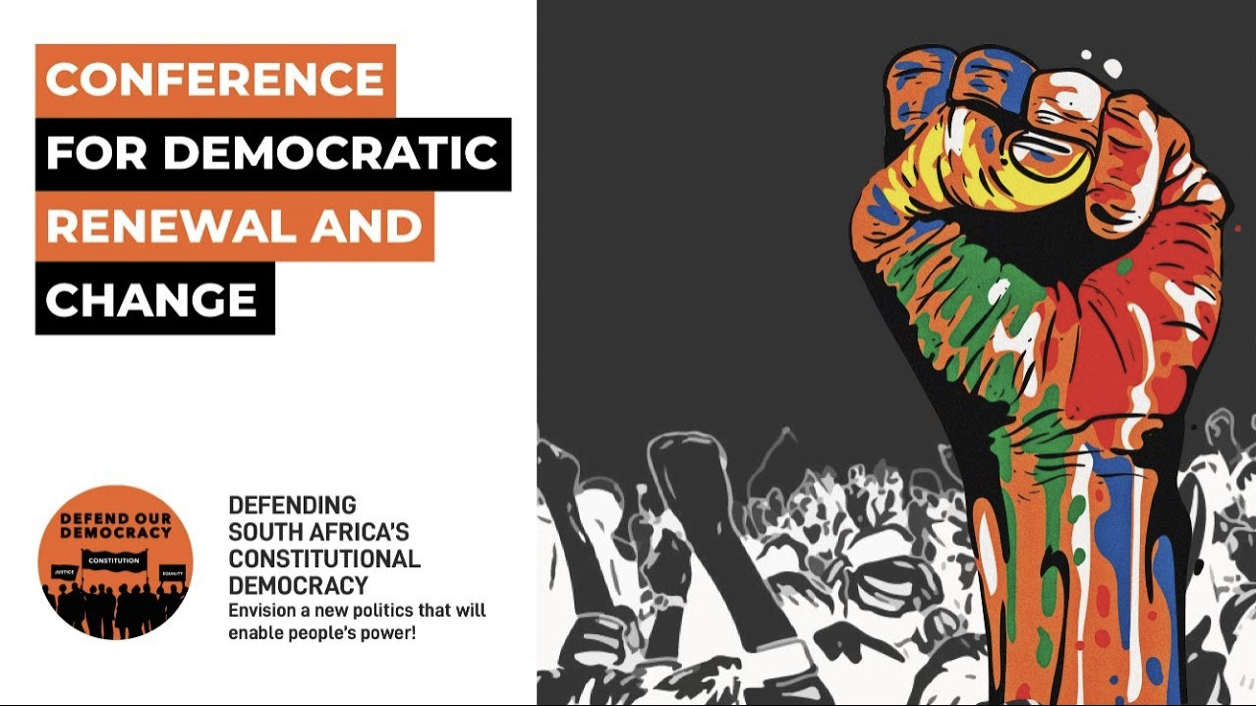 CONFERENCE
FOR DEMOCRATIC
RENEWAL AND
CHANGE
DEFEND OUR
DEMOCRACY
CONSTITUTION
JUSTICE
EQUALITY
DEFENDING
SOUTH AFRICA'S
CONSTITUTIONAL
DEMOCRACY
Envision a new politics that will
enable people's power!